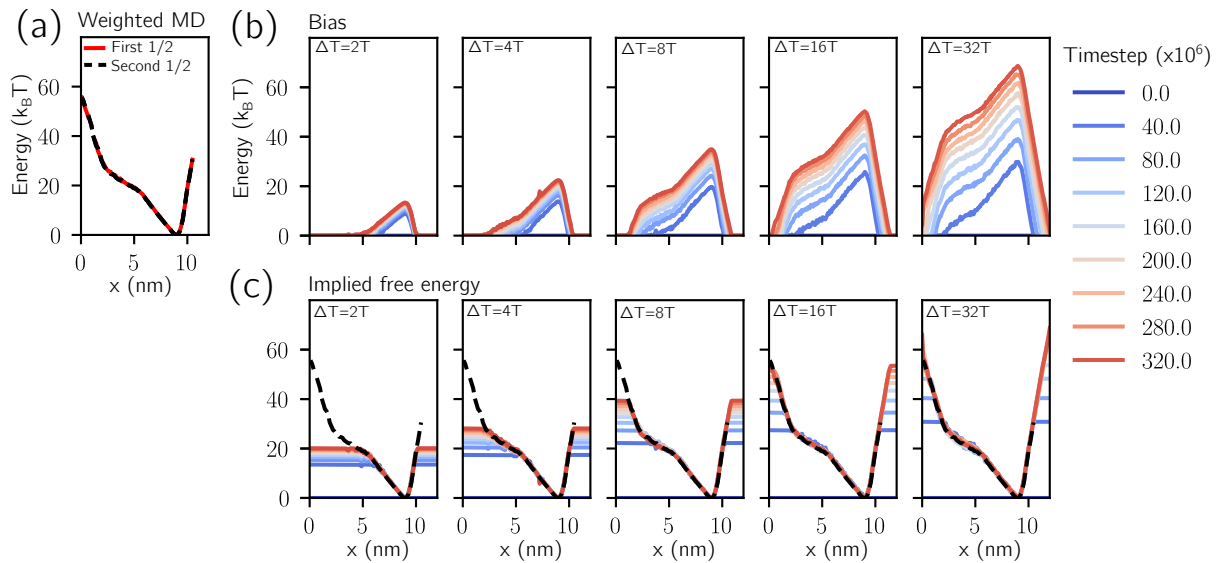 (a)
Weighted MD
First 1/2
Second 1/2
Energy (k_BT)
60
40
20
0
0 5 10
x (nm)
(b)
Bias
ΔT=2T ΔT=4T ΔT=8T ΔT=16T ΔT=32T
Energy (k_BT)
60
40
20
0
Timestep (x10⁶)
0.0
40.0
80.0
120.0
160.0
200.0
240.0
280.0
320.0
(c)
Implied free energy
ΔT=2T ΔT=4T ΔT=8T ΔT=16T ΔT=32T
60
40
20
0
0 5 10 0 5 10 0 5 10 0 5 10 0 5 10
x (nm) x (nm) x (nm) x (nm) x (nm)